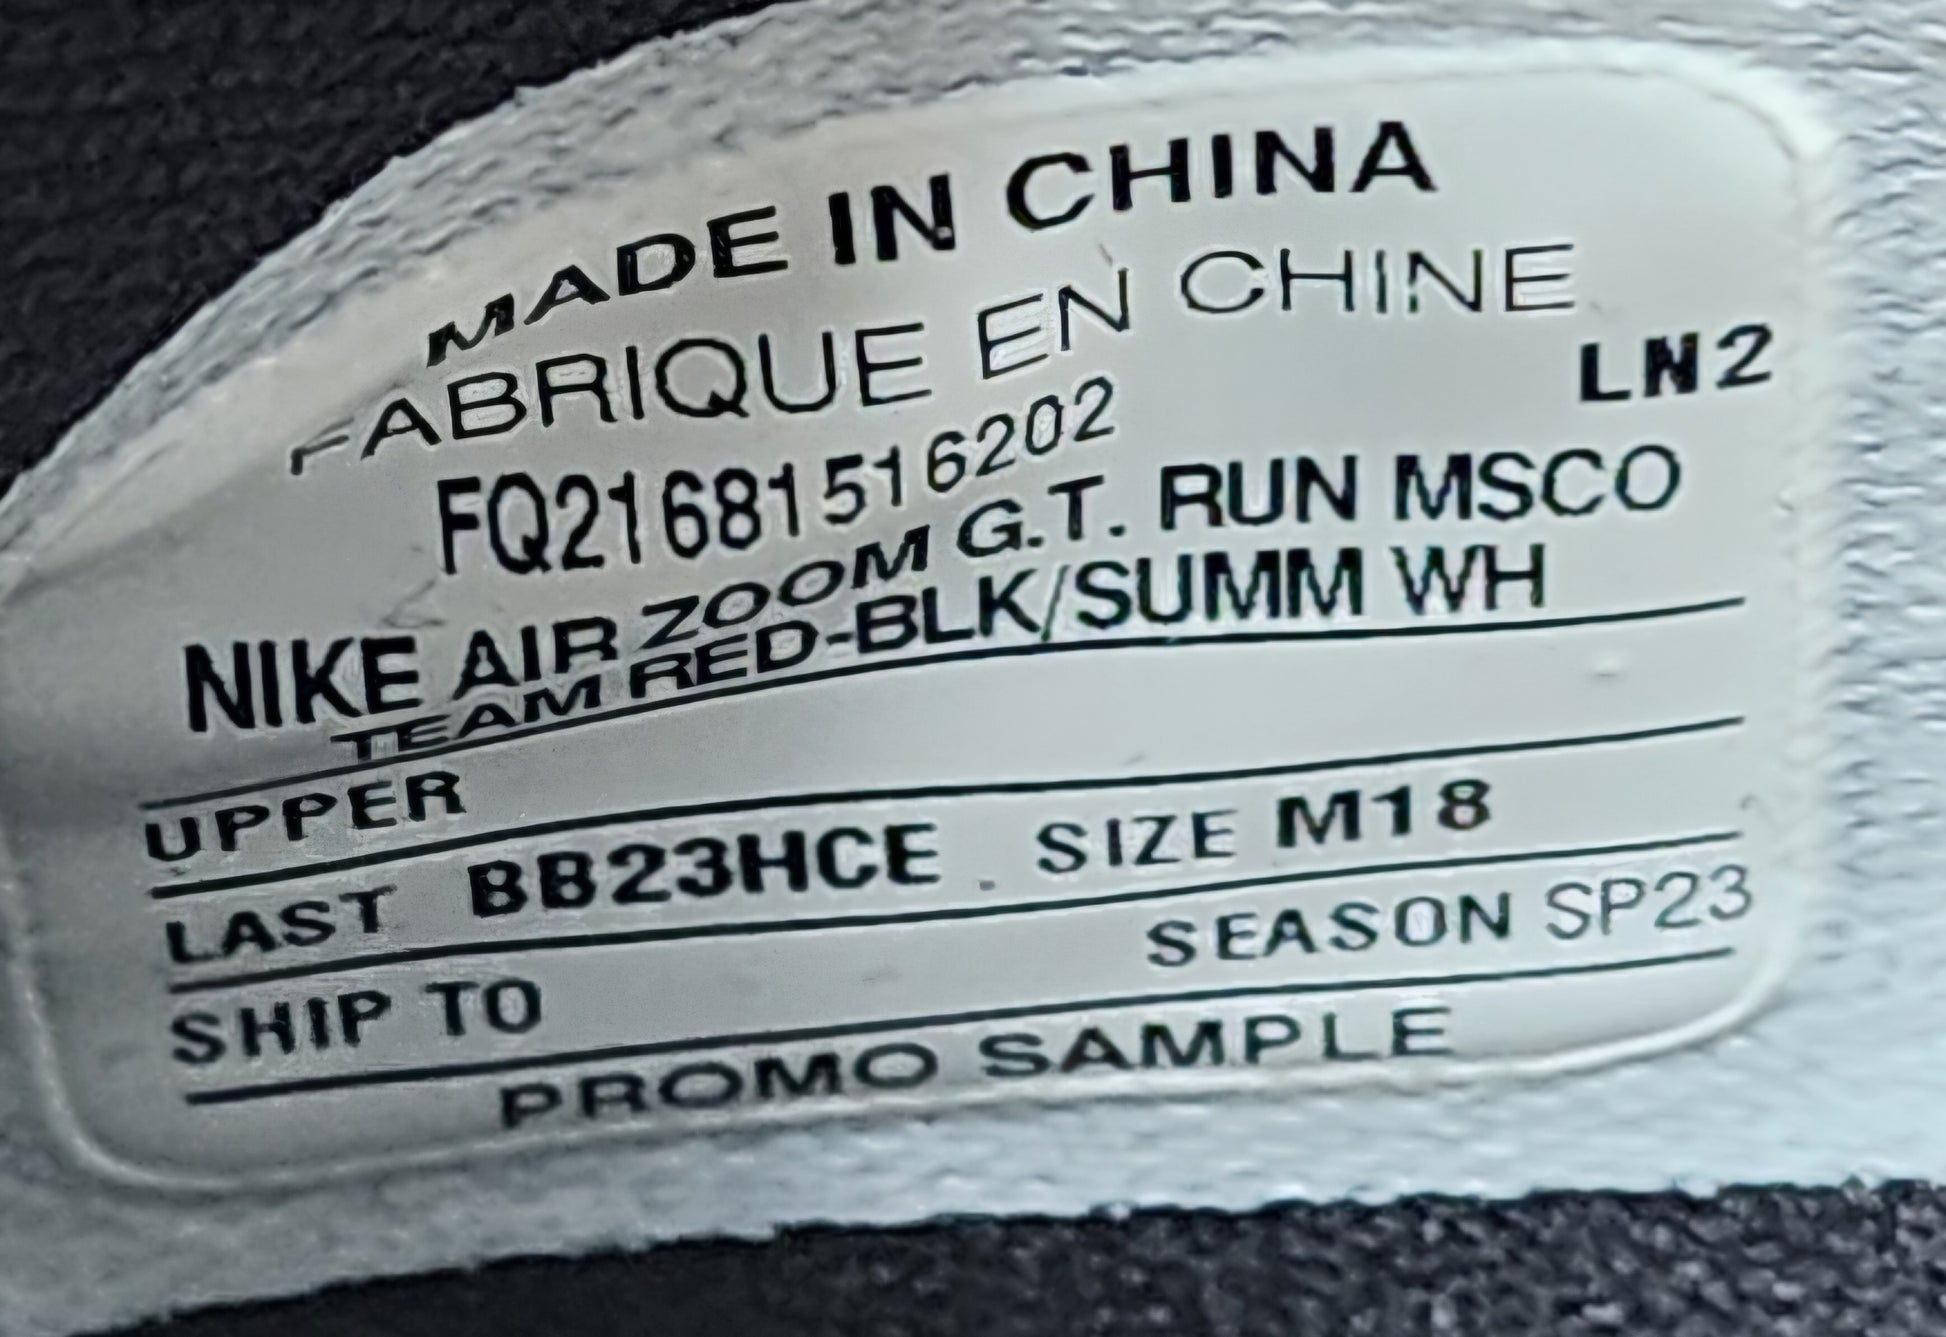 MADE IN CHINA
FABRIQUE EN CHINE
LN2
FQ21681516202
NIKE AIR ZOOM G.T. RUN MSCO
TEAM RED-BLK/SUMM WH
UPPER
LAST BB23HCE . SIZE M18
SHIP TO SEASON SP23
PROMO SAMPLE